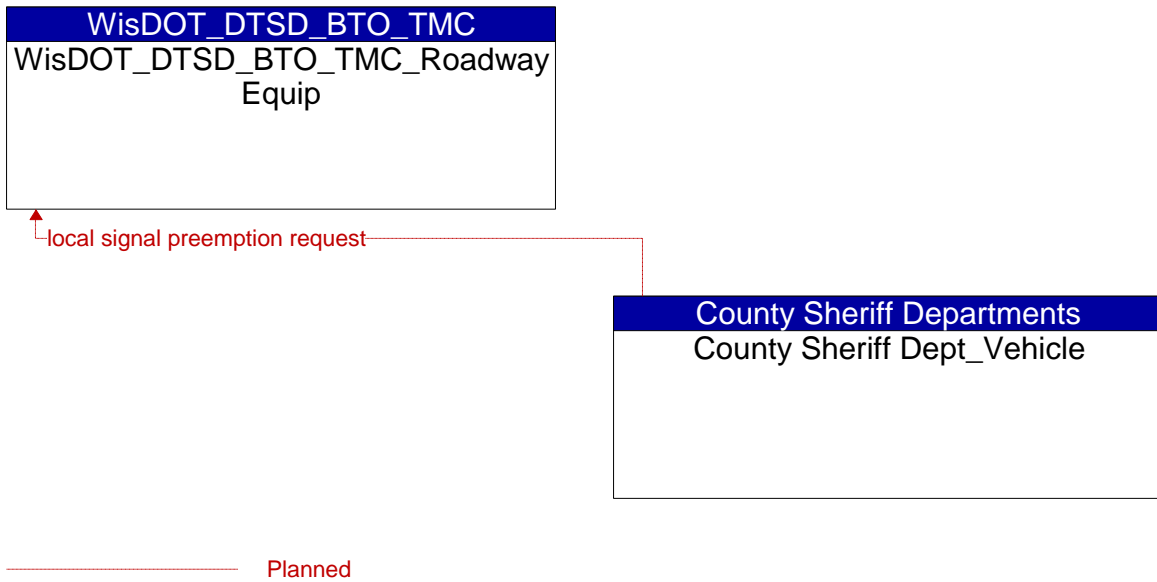 WisDOT_DTSD_BTO_TMC
WisDOT_DTSD_BTO_TMC_Roadway
Equip
local signal preemption request
County Sheriff Departments
County Sheriff Dept_Vehicle
Planned